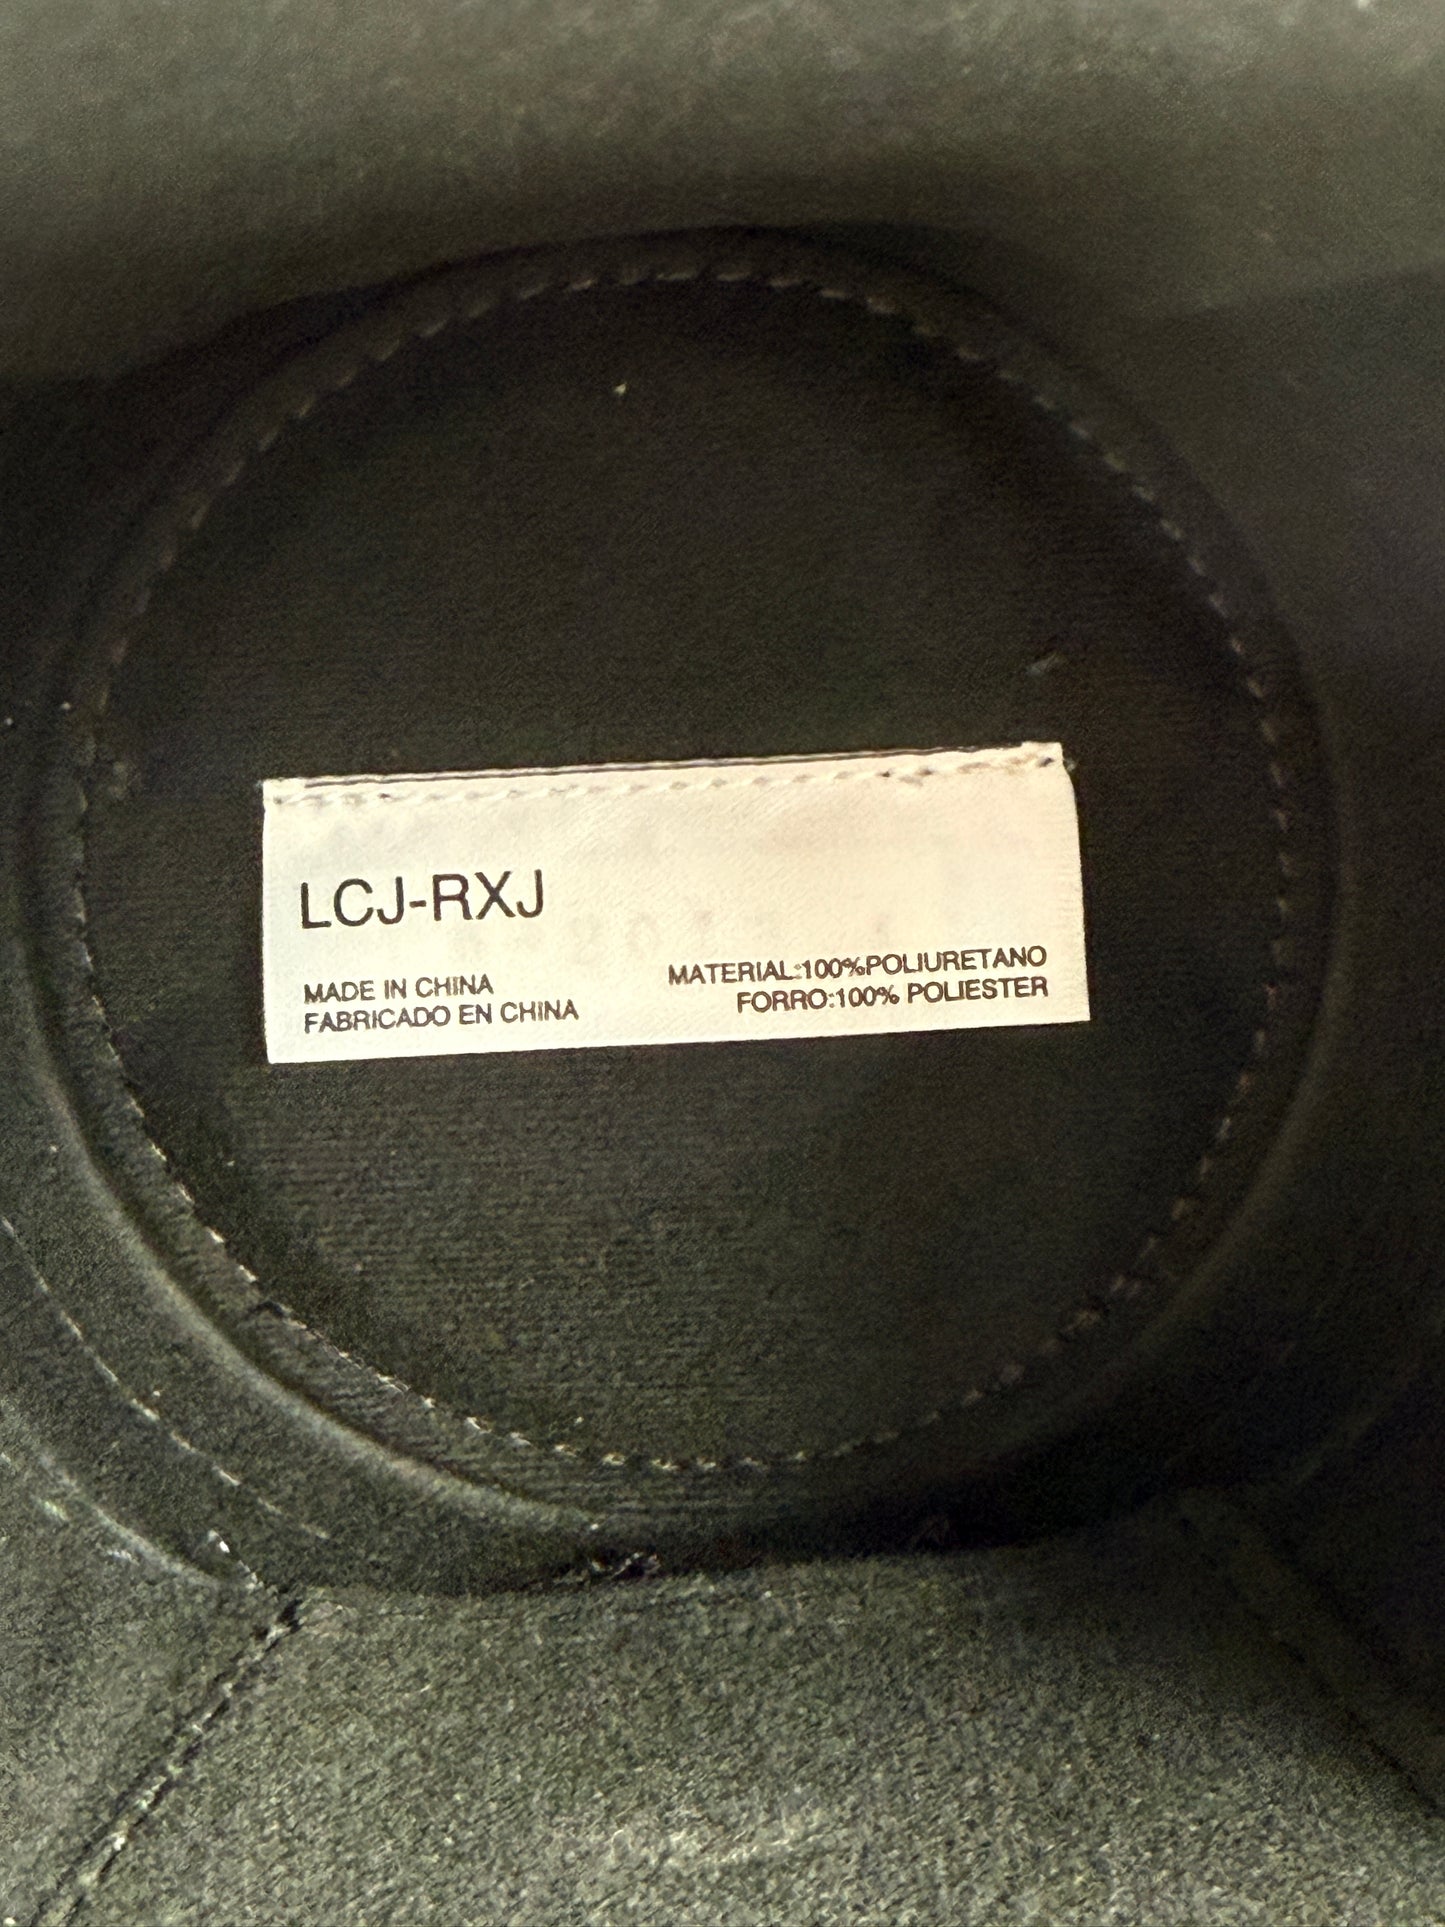 LCJ-RXJ
MADE IN CHINA
FABRICADO EN CHINA
MATERIAL:100%POLIURETANO
FORRO:100% POLIESTER